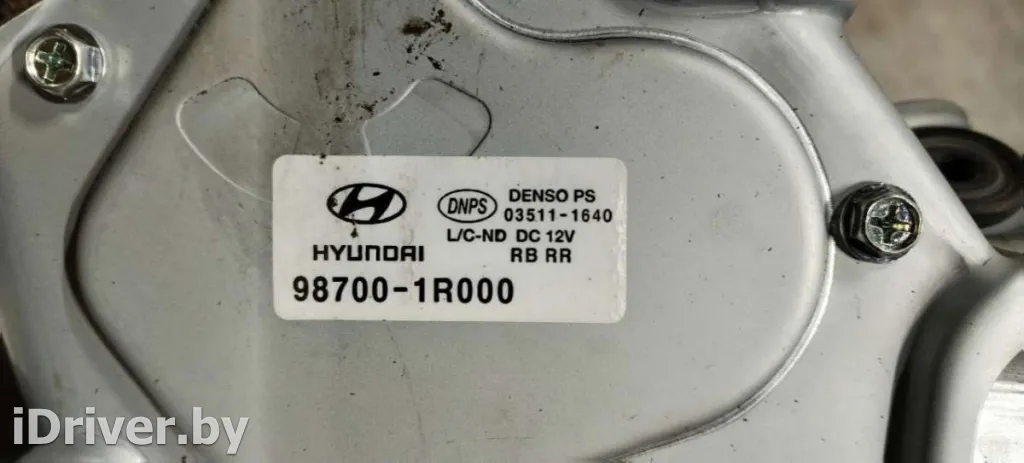 HYUNDAI
DNPS
DENSO PS
03511-1640
L/C-ND DC 12V
RB RR
98700-1R000
iDriver.by